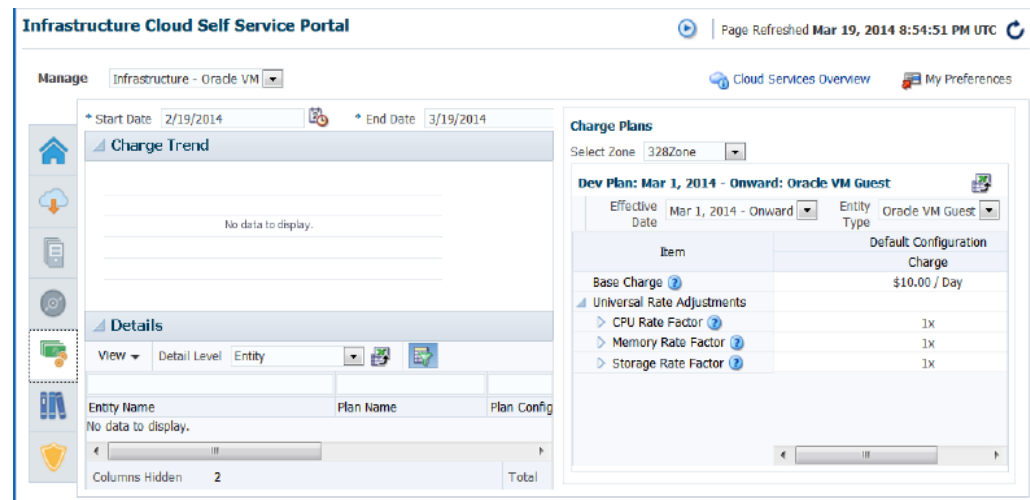 Infrastructure Cloud Self Service Portal
Page Refreshed Mar 19, 2014 8:54:51 PM UTC
Manage Infrastructure - Oracle VM
Cloud Services Overview My Preferences
* Start Date 2/19/2014 * End Date 3/19/2014
Charge Trend
No data to display.
Details
View Detail Level Entity
Entity Name Plan Name Plan Config
No data to display.
Columns Hidden 2 Total
Charge Plans
Select Zone 328Zone
Dev Plan: Mar 1, 2014 - Onward: Oracle VM Guest
Effective Date Mar 1, 2014 - Onward Entity Type Oracle VM Guest
Item Default Configuration
Charge
Base Charge ? $10.00 / Day
Universal Rate Adjustments
CPU Rate Factor ? 1x
Memory Rate Factor ? 1x
Storage Rate Factor ? 1x